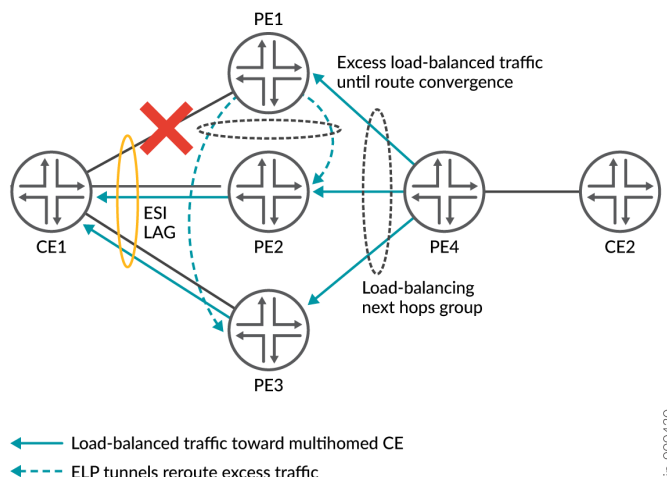 PE1
Excess load-balanced traffic
until route convergence
ESI
LAG
CE1
PE2
PE4
CE2
Load-balancing
next hops group
PE3
Load-balanced traffic toward multihomed CE
ELP tunnels reroute excess traffic